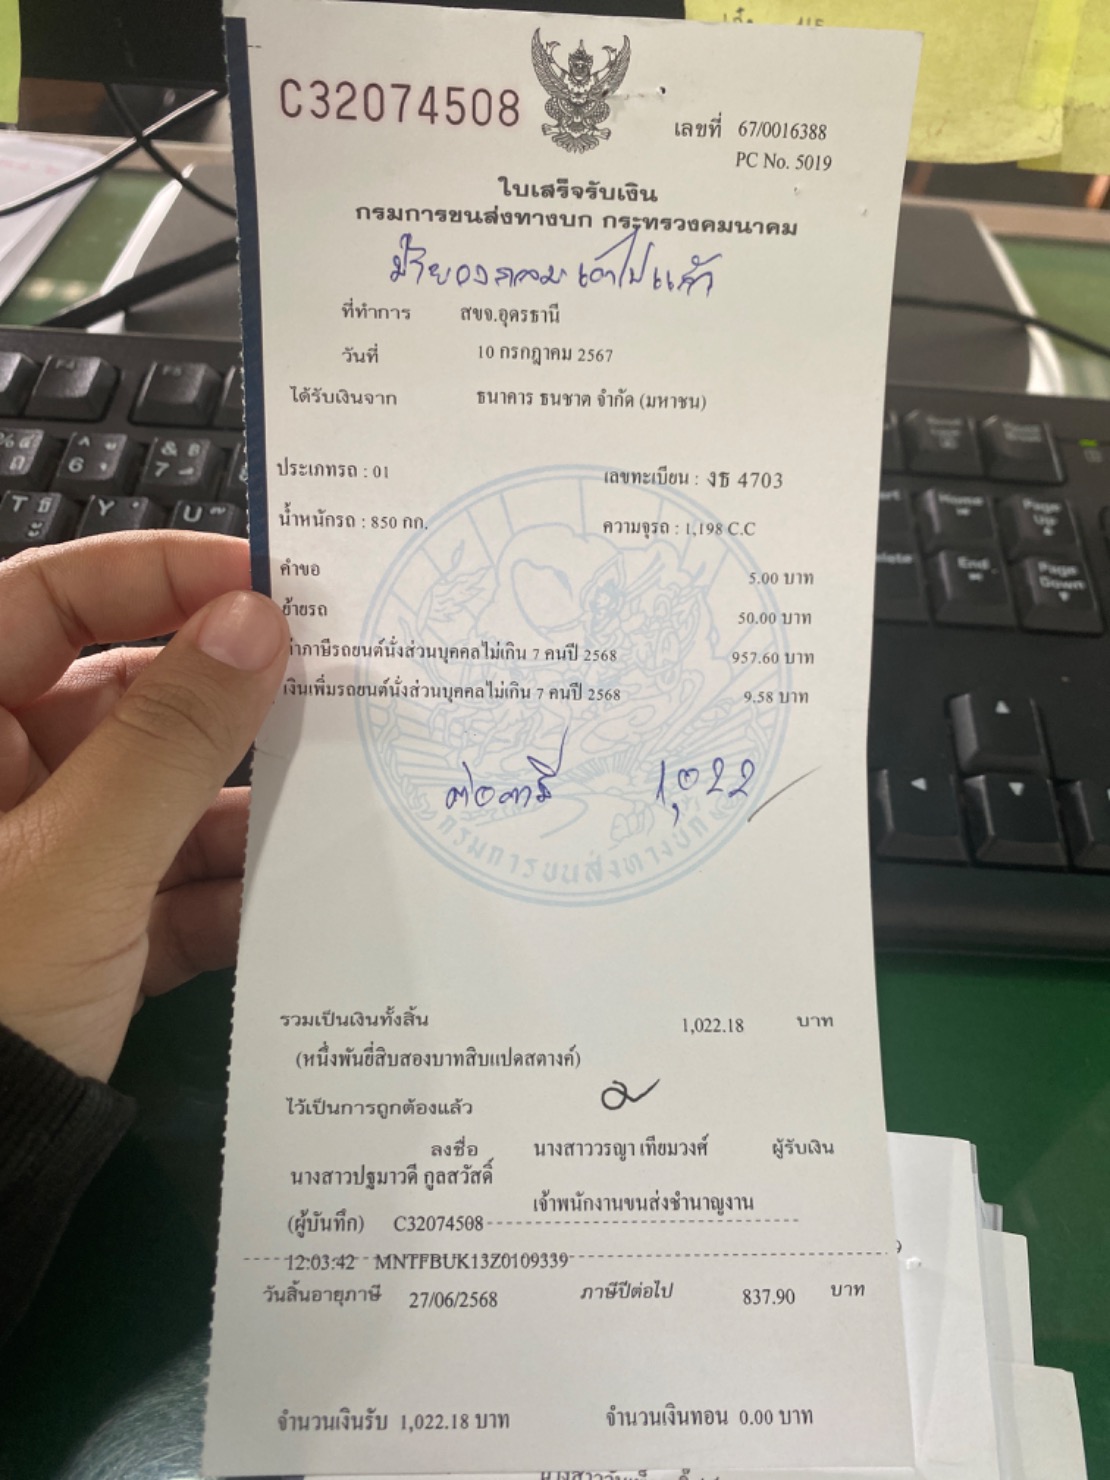 C32074508
เลขที่ 67/0016388
PC No. 5019
ใบเสร็จรับเงิน
กรมการขนส่งทางบก กระทรวงคมนาคม
ป้ายวงกลมเอาไปแล้ว
ที่ทำการ สขจ.อุดรธานี
วันที่ 10 กรกฎาคม 2567
ได้รับเงินจาก ธนาคาร ธนชาต จำกัด (มหาชน)
ประเภทรถ : 01 เลขทะเบียน : งธ 4703
น้ำหนักรถ : 850 กก. ความจุรถ : 1,198 C.C
คำขอ 5.00 บาท
ย้ายรถ 50.00 บาท
ค่าภาษีรถยนต์นั่งส่วนบุคคลไม่เกิน 7 คนปี 2568 957.60 บาท
เงินเพิ่มรถยนต์นั่งส่วนบุคคลไม่เกิน 7 คนปี 2568 9.58 บาท
ต่อภาษี 1,022
กรมการขนส่งทางบก
รวมเป็นเงินทั้งสิ้น 1,022.18 บาท
(หนึ่งพันยี่สิบสองบาทสิบแปดสตางค์)
ไว้เป็นการถูกต้องแล้ว
ลงชื่อ นางสาววรญา เทียมวงศ์ ผู้รับเงิน
นางสาวปฐมาวดี กูลสวัสดิ์
เจ้าพนักงานขนส่งชำนาญงาน
(ผู้บันทึก) C32074508
12:03:42 MNTFBUK13Z0109339
วันสิ้นอายุภาษี 27/06/2568 ภาษีปีต่อไป 837.90 บาท
จำนวนเงินรับ 1,022.18 บาท จำนวนเงินทอน 0.00 บาท